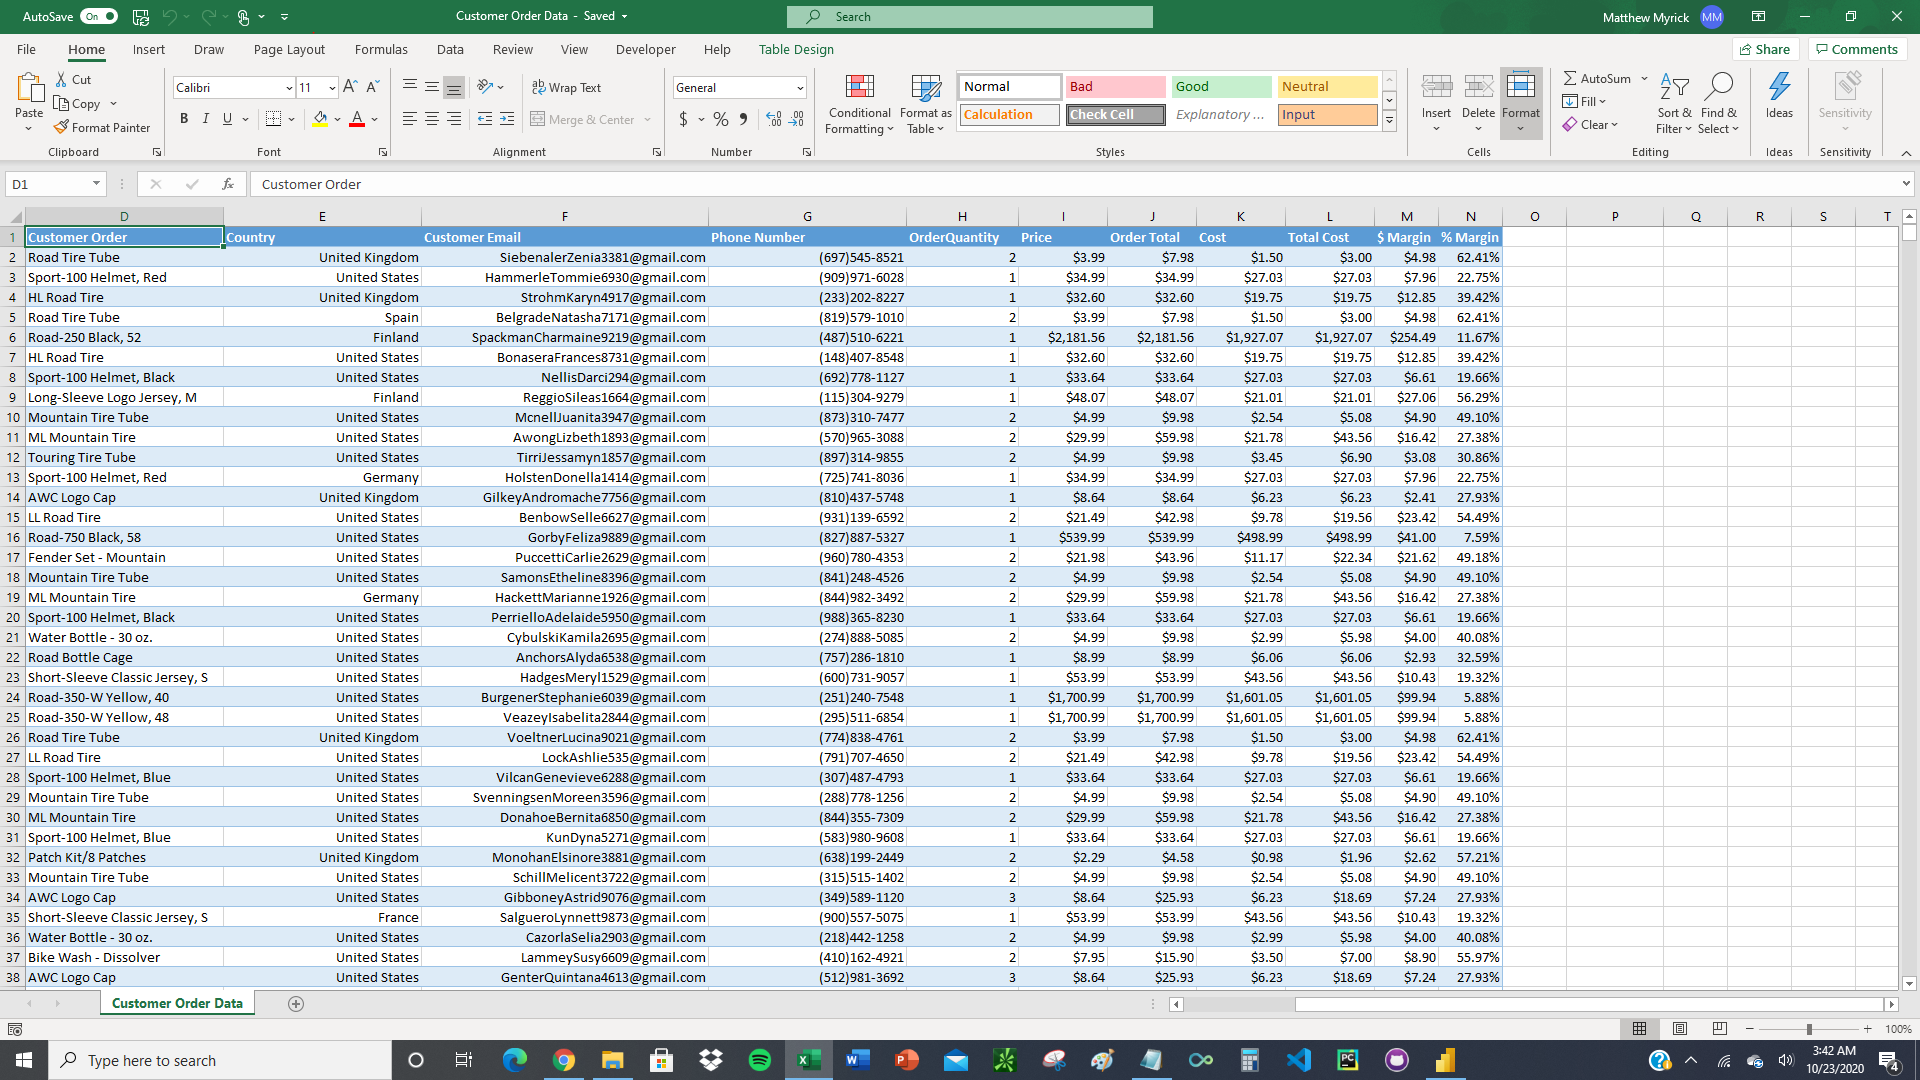 AutoSave On Customer Order Data - Saved Search Matthew Myrick MM
File Home Insert Draw Page Layout Formulas Data Review View Developer Help Table Design Share Comments
Paste Cut Copy Format Painter Clipboard
Calibri 11 B I U A A Font
Wrap Text Merge & Center Alignment
General $ % Number
Conditional Formatting Format as Table Normal Bad Good Neutral Calculation Check Cell Explanatory ... Input Styles
Insert Delete Format Cells
AutoSum Fill Clear Sort & Filter Find & Select Editing
Ideas Ideas Sensitivity Sensitivity
D1 fx Customer Order
D E F G H I J K L M N O P Q R S T
1 Customer Order Country Customer Email Phone Number OrderQuantity Price Order Total Cost Total Cost $ Margin % Margin
2 Road Tire Tube United Kingdom SiebenalerZenia3381@gmail.com (697)545-8521 2 $3.99 $7.98 $1.50 $3.00 $4.98 62.41%
3 Sport-100 Helmet, Red United States HammerleTommie6930@gmail.com (909)971-6028 1 $34.99 $34.99 $27.03 $27.03 $7.96 22.75%
4 HL Road Tire United Kingdom StrohmKaryn4917@gmail.com (233)202-8227 1 $32.60 $32.60 $19.75 $19.75 $12.85 39.42%
5 Road Tire Tube Spain BelgradeNatasha7171@gmail.com (819)579-1010 2 $3.99 $7.98 $1.50 $3.00 $4.98 62.41%
6 Road-250 Black, 52 Finland SpackmanCharmaine9219@gmail.com (487)510-6221 1 $2,181.56 $2,181.56 $1,927.07 $1,927.07 $254.49 11.67%
7 HL Road Tire United States BonaseraFrances8731@gmail.com (148)407-8548 1 $32.60 $32.60 $19.75 $19.75 $12.85 39.42%
8 Sport-100 Helmet, Black United States NellisDarci294@gmail.com (692)778-1127 1 $33.64 $33.64 $27.03 $27.03 $6.61 19.66%
9 Long-Sleeve Logo Jersey, M Finland ReggioSileas1664@gmail.com (115)304-9279 1 $48.07 $48.07 $21.01 $21.01 $27.06 56.29%
10 Mountain Tire Tube United States McnellJuanita3947@gmail.com (873)310-7477 2 $4.99 $9.98 $2.54 $5.08 $4.90 49.10%
11 ML Mountain Tire United States AwongLizbeth1893@gmail.com (570)965-3088 2 $29.99 $59.98 $21.78 $43.56 $16.42 27.38%
12 Touring Tire Tube United States TirriJessamyn1857@gmail.com (897)314-9855 2 $4.99 $9.98 $3.45 $6.90 $3.08 30.86%
13 Sport-100 Helmet, Red Germany HolstenDonella1414@gmail.com (725)741-8036 1 $34.99 $34.99 $27.03 $27.03 $7.96 22.75%
14 AWC Logo Cap United Kingdom GilkeyAndromache7756@gmail.com (810)437-5748 1 $8.64 $8.64 $6.23 $6.23 $2.41 27.93%
15 LL Road Tire United States BenbowSelle6627@gmail.com (931)139-6592 2 $21.49 $42.98 $9.78 $19.56 $23.42 54.49%
16 Road-750 Black, 58 United States GorbyFeliza9889@gmail.com (827)887-5327 1 $539.99 $539.99 $498.99 $498.99 $41.00 7.59%
17 Fender Set - Mountain United States PuccettiCarlie2629@gmail.com (960)780-4353 2 $21.98 $43.96 $11.17 $22.34 $21.62 49.18%
18 Mountain Tire Tube United States SamonsEtheline8396@gmail.com (841)248-4526 2 $4.99 $9.98 $2.54 $5.08 $4.90 49.10%
19 ML Mountain Tire Germany HackettMarianne1926@gmail.com (844)982-3492 2 $29.99 $59.98 $21.78 $43.56 $16.42 27.38%
20 Sport-100 Helmet, Black United States PerrielloAdelaide5950@gmail.com (988)365-8230 1 $33.64 $33.64 $27.03 $27.03 $6.61 19.66%
21 Water Bottle - 30 oz. United States CybulskiKamila2695@gmail.com (274)888-5085 2 $4.99 $9.98 $2.99 $5.98 $4.00 40.08%
22 Road Bottle Cage United States AnchorsAlyda6538@gmail.com (757)286-1810 1 $8.99 $8.99 $6.06 $6.06 $2.93 32.59%
23 Short-Sleeve Classic Jersey, S United States HadgesMeryl1529@gmail.com (600)731-9057 1 $53.99 $53.99 $43.56 $43.56 $10.43 19.32%
24 Road-350-W Yellow, 40 United States BurgenerStephanie6039@gmail.com (251)240-7548 1 $1,700.99 $1,700.99 $1,601.05 $1,601.05 $99.94 5.88%
25 Road-350-W Yellow, 48 United States VeazeyIsabelita2844@gmail.com (295)511-6854 1 $1,700.99 $1,700.99 $1,601.05 $1,601.05 $99.94 5.88%
26 Road Tire Tube United Kingdom VoeltnerLucina9021@gmail.com (774)838-4761 2 $3.99 $7.98 $1.50 $3.00 $4.98 62.41%
27 LL Road Tire United States LockAshlie535@gmail.com (791)707-4650 2 $21.49 $42.98 $9.78 $19.56 $23.42 54.49%
28 Sport-100 Helmet, Blue United States VilcanGenevieve6288@gmail.com (307)487-4793 1 $33.64 $33.64 $27.03 $27.03 $6.61 19.66%
29 Mountain Tire Tube United States SvenningsenMoreen3596@gmail.com (288)778-1256 2 $4.99 $9.98 $2.54 $5.08 $4.90 49.10%
30 ML Mountain Tire United States DonahoeBernita6850@gmail.com (844)355-7309 2 $29.99 $59.98 $21.78 $43.56 $16.42 27.38%
31 Sport-100 Helmet, Blue United States KunDyna5271@gmail.com (583)980-9608 1 $33.64 $33.64 $27.03 $27.03 $6.61 19.66%
32 Patch Kit/8 Patches United Kingdom MonohanElsinore3881@gmail.com (638)199-2449 2 $2.29 $4.58 $0.98 $1.96 $2.62 57.21%
33 Mountain Tire Tube United States SchillMelicent3722@gmail.com (315)515-1402 2 $4.99 $9.98 $2.54 $5.08 $4.90 49.10%
34 AWC Logo Cap United States GibboneyAstrid9076@gmail.com (349)589-1120 3 $8.64 $25.93 $6.23 $18.69 $7.24 27.93%
35 Short-Sleeve Classic Jersey, S France SalgueroLynnett9873@gmail.com (900)557-5075 1 $53.99 $53.99 $43.56 $43.56 $10.43 19.32%
36 Water Bottle - 30 oz. United States CazorlaSelia2903@gmail.com (218)442-1258 2 $4.99 $9.98 $2.99 $5.98 $4.00 40.08%
37 Bike Wash - Dissolver United States LammeySusy6609@gmail.com (410)162-4921 2 $7.95 $15.90 $3.50 $7.00 $8.90 55.97%
38 AWC Logo Cap United States GenterQuintana4613@gmail.com (512)981-3692 3 $8.64 $25.93 $6.23 $18.69 $7.24 27.93%
Customer Order Data
100%
Type here to search
3:42 AM
10/23/2020
4